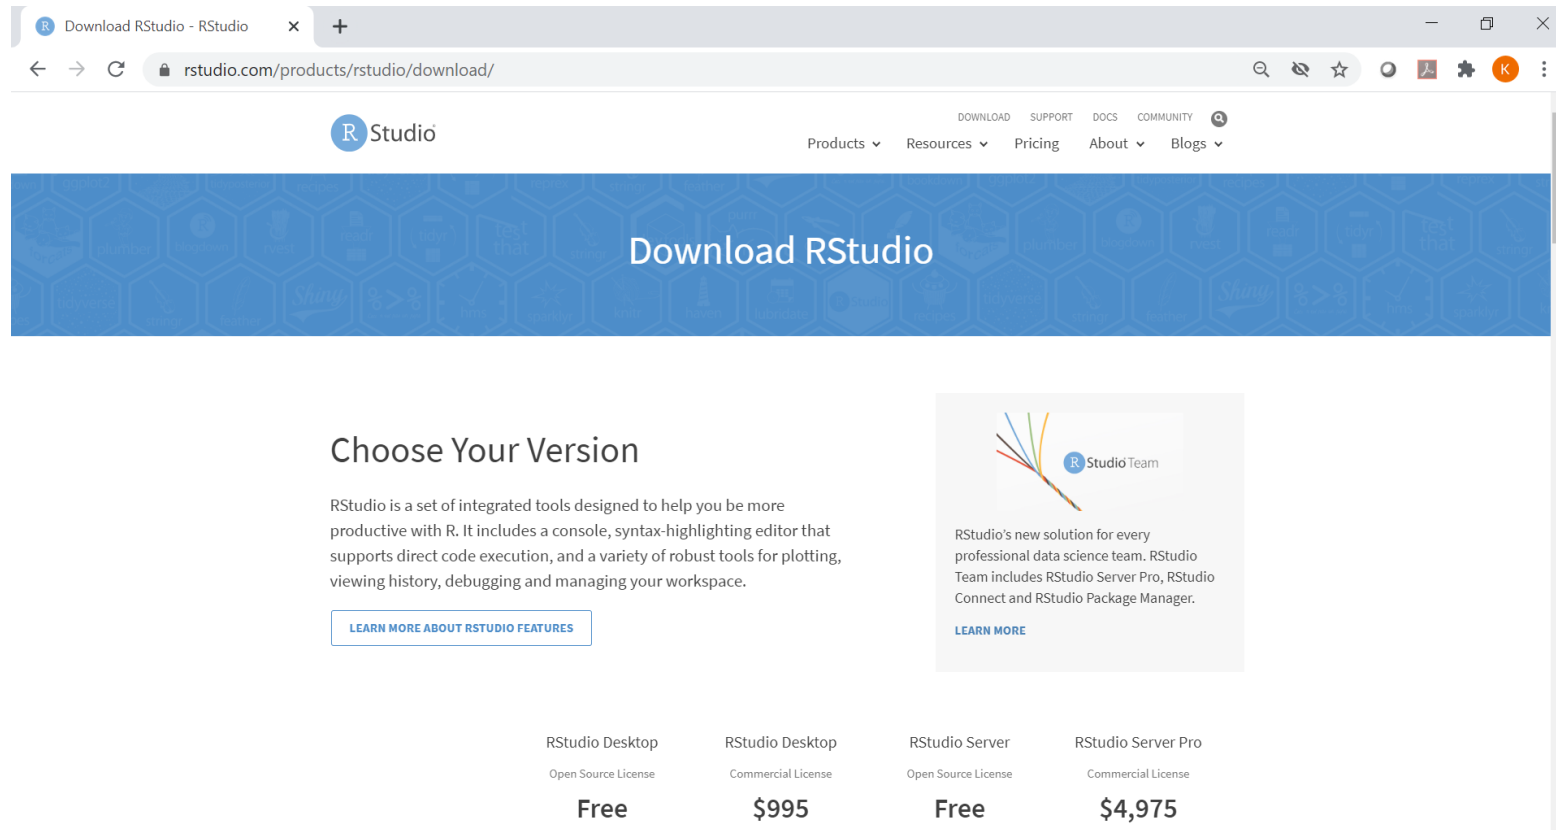 Download RStudio - RStudio
rstudio.com/products/rstudio/download/
K
R Studio
DOWNLOAD SUPPORT DOCS COMMUNITY
Products Resources Pricing About Blogs
Download RStudio
Choose Your Version
RStudio is a set of integrated tools designed to help you be more
productive with R. It includes a console, syntax-highlighting editor that
supports direct code execution, and a variety of robust tools for plotting,
viewing history, debugging and managing your workspace.
LEARN MORE ABOUT RSTUDIO FEATURES
R Studio Team
RStudio's new solution for every
professional data science team. RStudio
Team includes RStudio Server Pro, RStudio
Connect and RStudio Package Manager.
LEARN MORE
RStudio Desktop RStudio Desktop RStudio Server RStudio Server Pro
Open Source License Commercial License Open Source License Commercial License
Free $995 Free $4,975